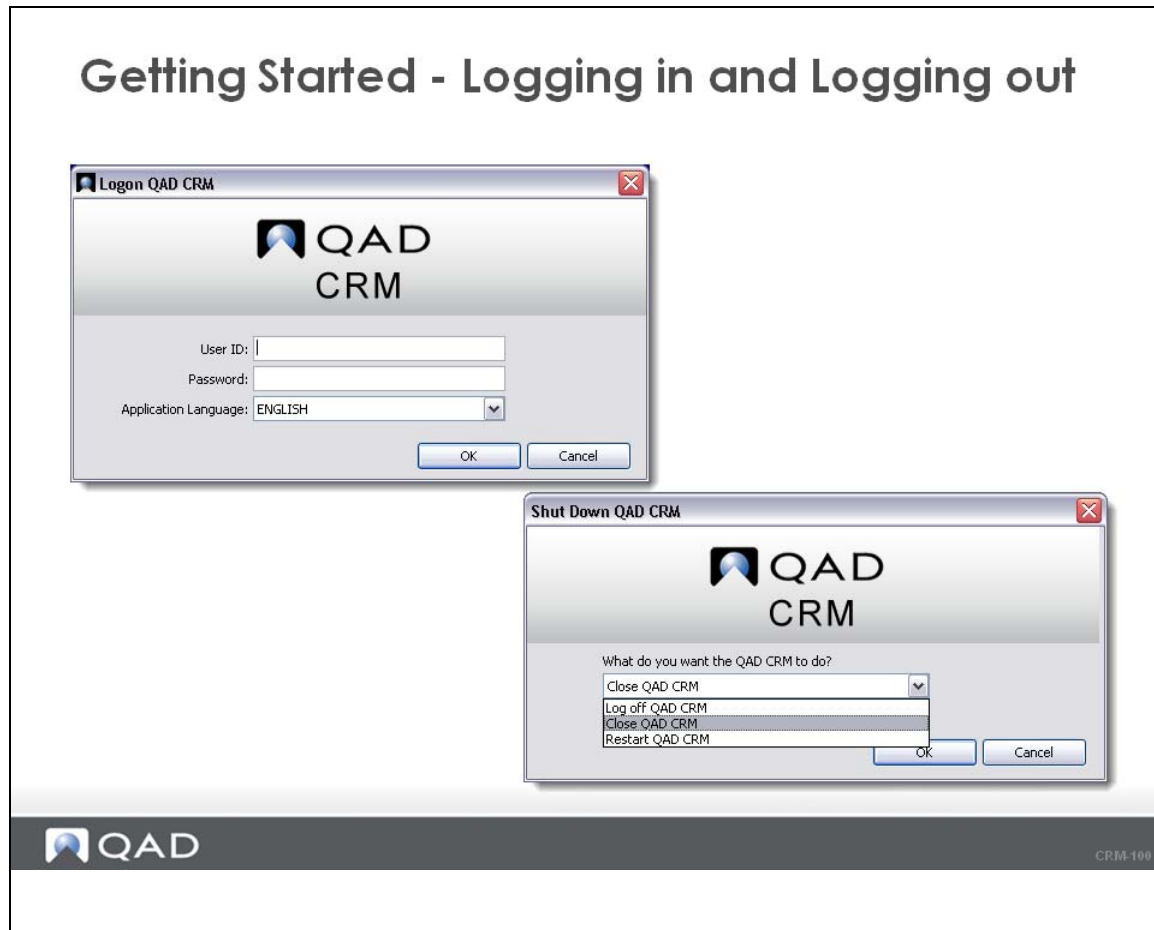 Getting Started - Logging in and Logging out
Logon QAD CRM
QAD
CRM
User ID:
Password:
Application Language: ENGLISH
OK Cancel
Shut Down QAD CRM
QAD
CRM
What do you want the QAD CRM to do?
Close QAD CRM
Log off QAD CRM
Close QAD CRM
Restart QAD CRM
OK Cancel
QAD
CRM-100